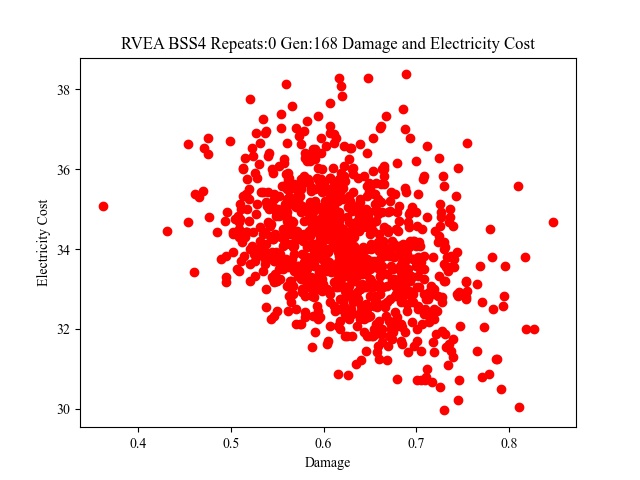 RVEA BSS4 Repeats:0 Gen:168 Damage and Electricity Cost
38
36
34
32
30
Electricity Cost
0.4 0.5 0.6 0.7 0.8
Damage